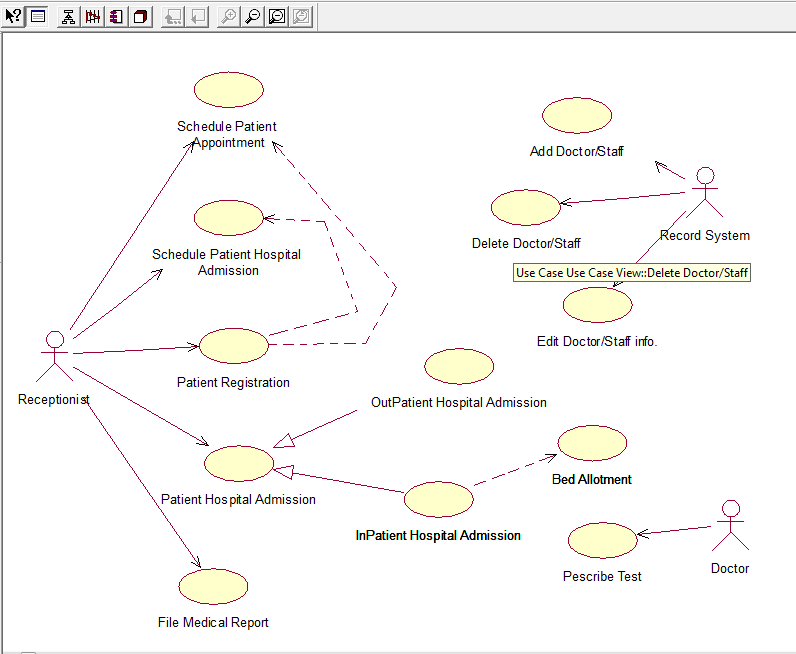 Schedule Patient
Appointment
Add Doctor/Staff
Delete Doctor/Staff
Record System
Schedule Patient Hospital
Admission
Use Case Use Case View::Delete Doctor/Staff
Edit Doctor/Staff info.
Patient Registration
Receptionist
OutPatient Hospital Admission
Bed Allotment
Patient Hospital Admission
InPatient Hospital Admission
Pescribe Test
Doctor
File Medical Report